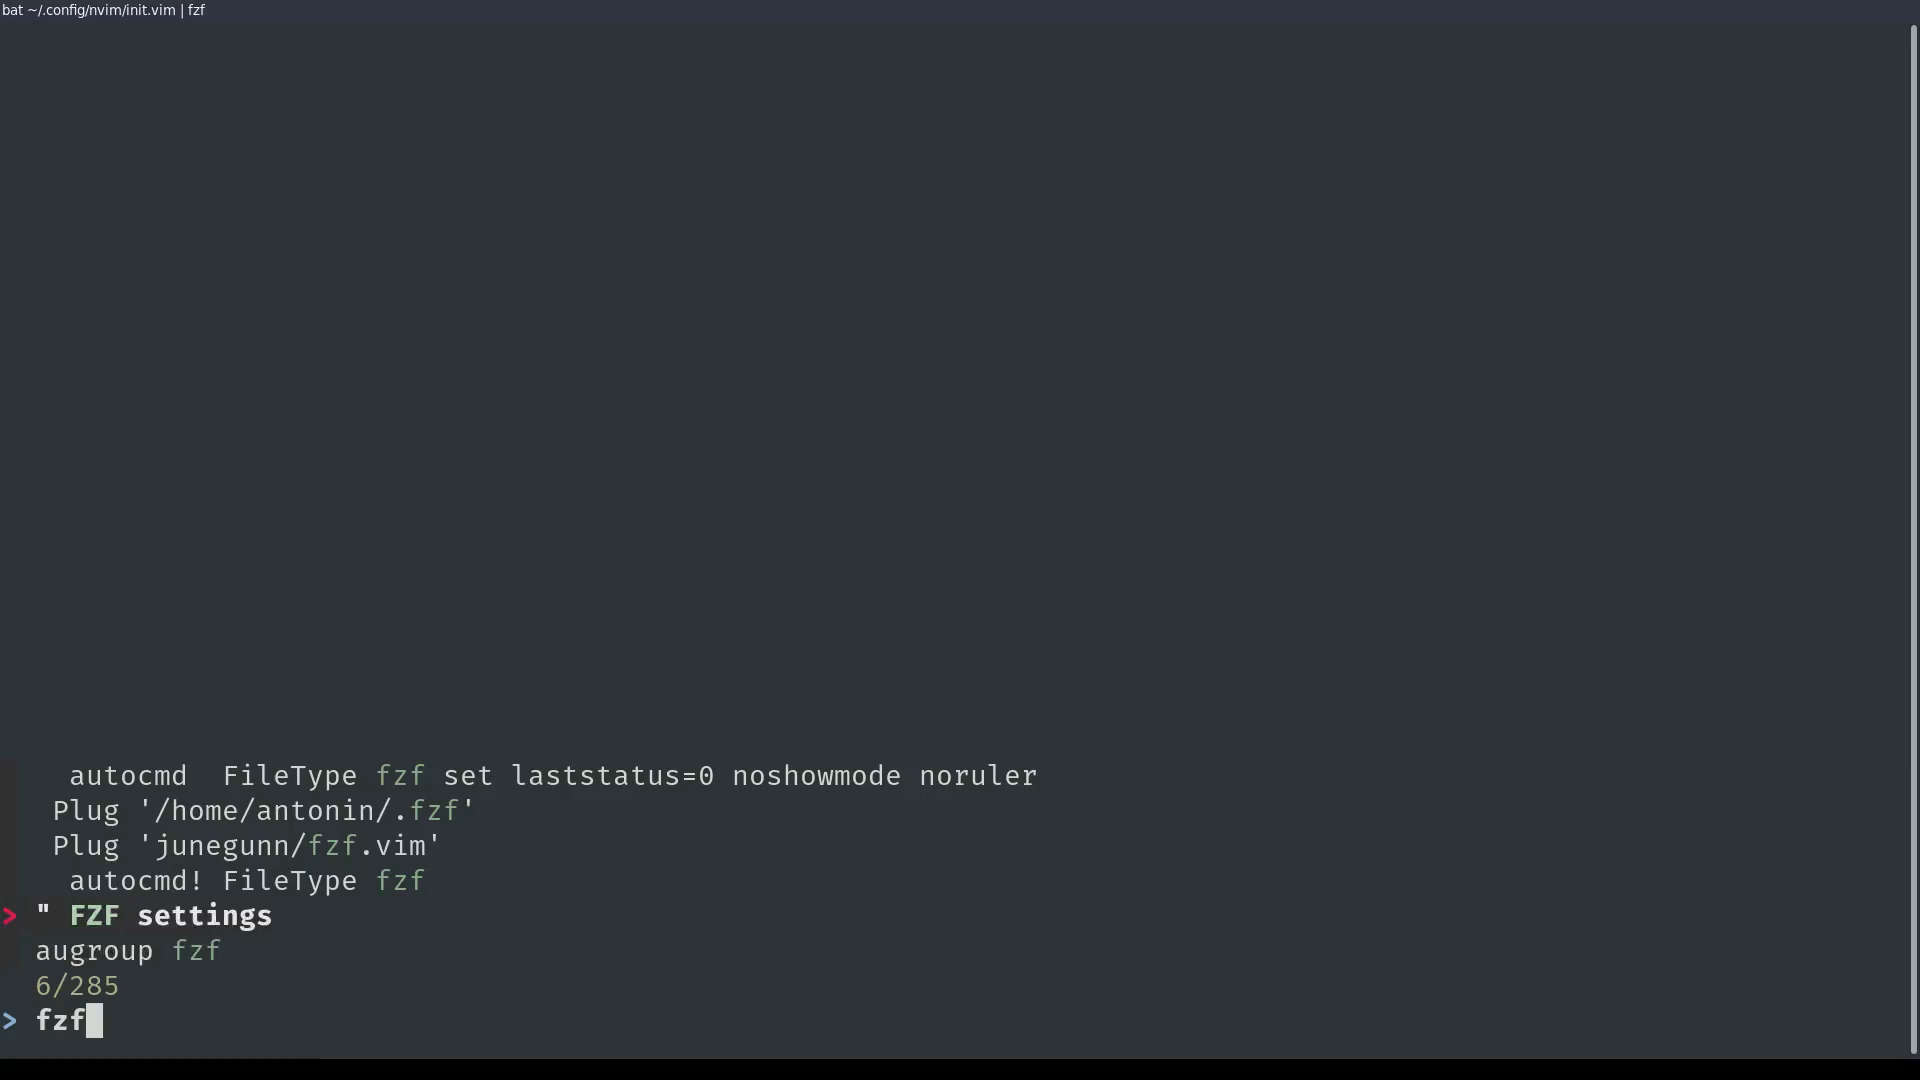 bat ~/.config/nvim/init.vim | fzf
autocmd  FileType fzf set laststatus=0 noshowmode noruler
Plug '/home/antonin/.fzf'
Plug 'junegunn/fzf.vim'
autocmd! FileType fzf
> " FZF settings
augroup fzf
6/285
> fzf